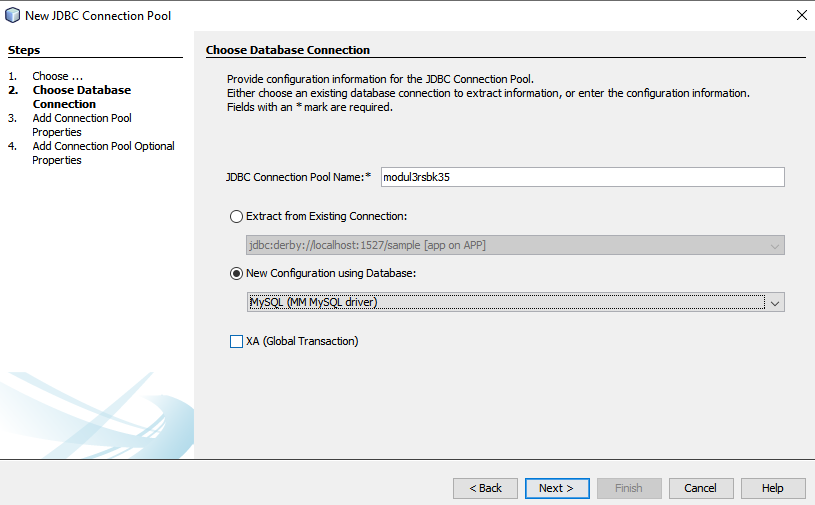 New JDBC Connection Pool
Steps
1. Choose ...
2. Choose Database
Connection
3. Add Connection Pool
Properties
4. Add Connection Pool Optional
Properties
Choose Database Connection
Provide configuration information for the JDBC Connection Pool.
Either choose an existing database connection to extract information, or enter the configuration information.
Fields with an * mark are required.
JDBC Connection Pool Name:* modul3rsbk35
Extract from Existing Connection:
jdbc:derby://localhost:1527/sample [app on APP]
New Configuration using Database:
MySQL (MM MySQL driver)
XA (Global Transaction)
< Back Next > Finish Cancel Help